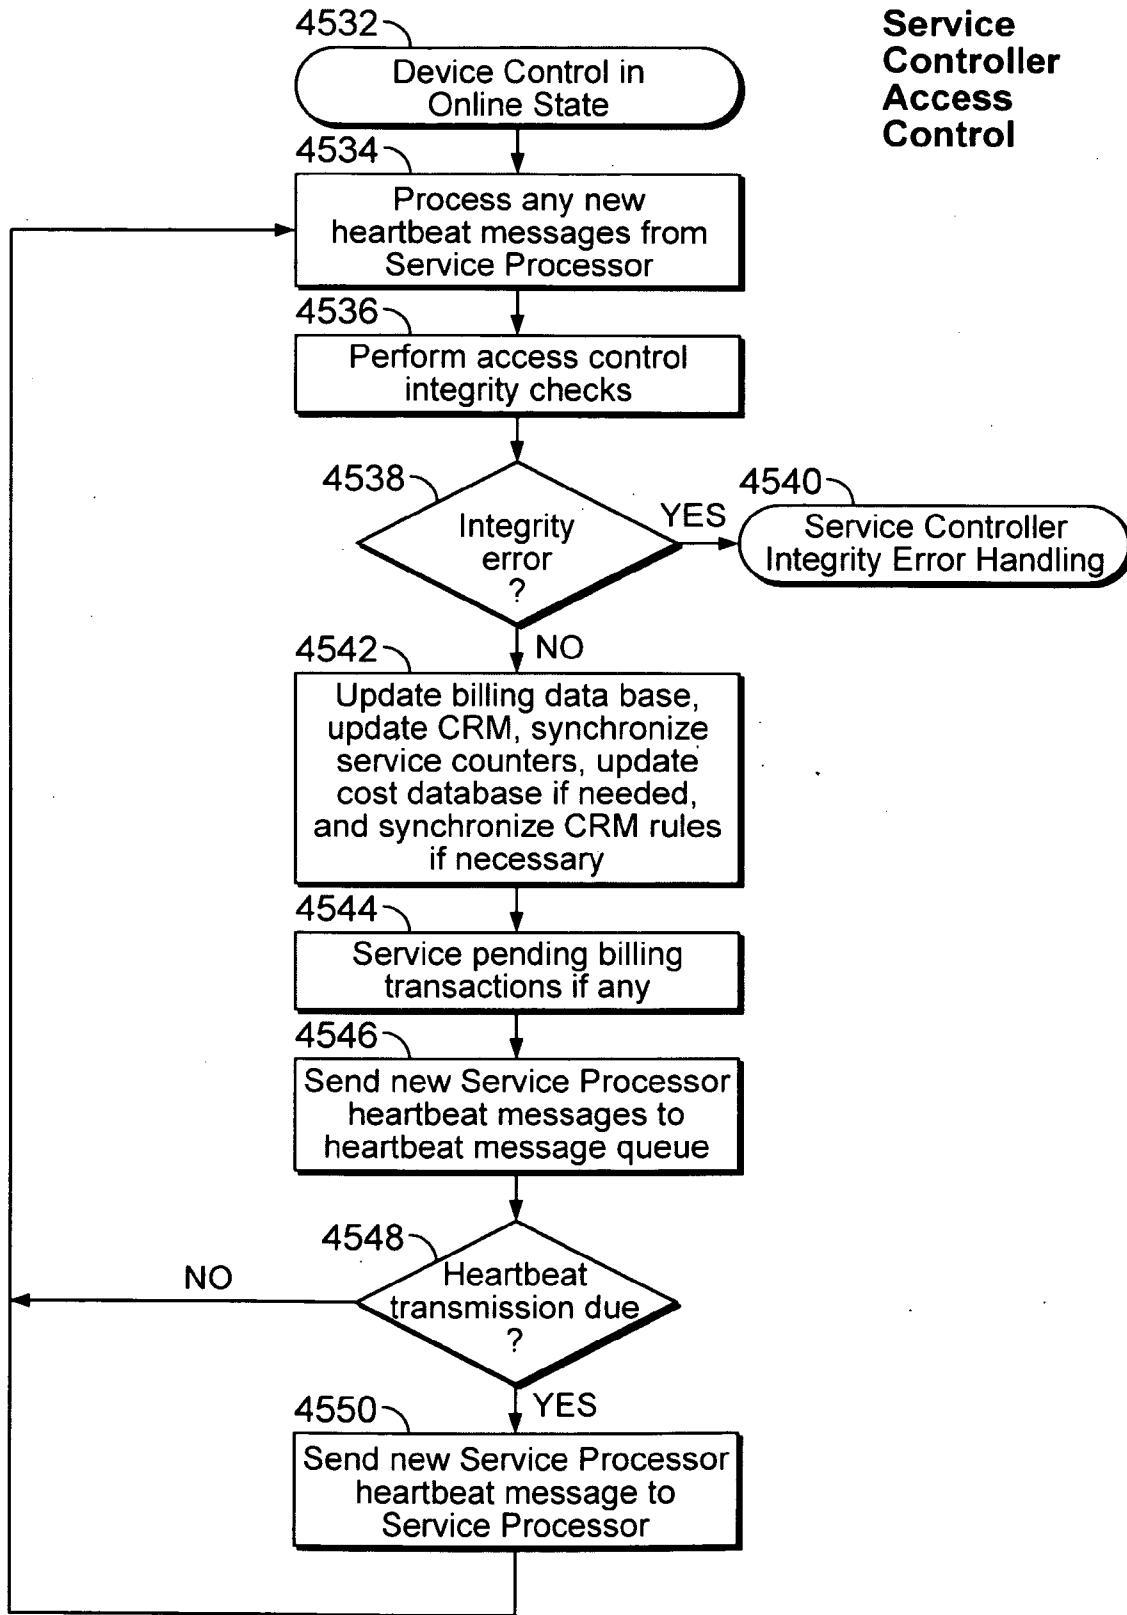 Service
Controller
Access
Control
4532
Device Control in
Online State
4534
Process any new
heartbeat messages from
Service Processor
4536
Perform access control
integrity checks
4538
Integrity
error
?
YES
4540
Service Controller
Integrity Error Handling
NO
4542
Update billing data base,
update CRM, synchronize
service counters, update
cost database if needed,
and synchronize CRM rules
if necessary
4544
Service pending billing
transactions if any
4546
Send new Service Processor
heartbeat messages to
heartbeat message queue
4548
Heartbeat
transmission due
?
NO
YES
4550
Send new Service Processor
heartbeat message to
Service Processor